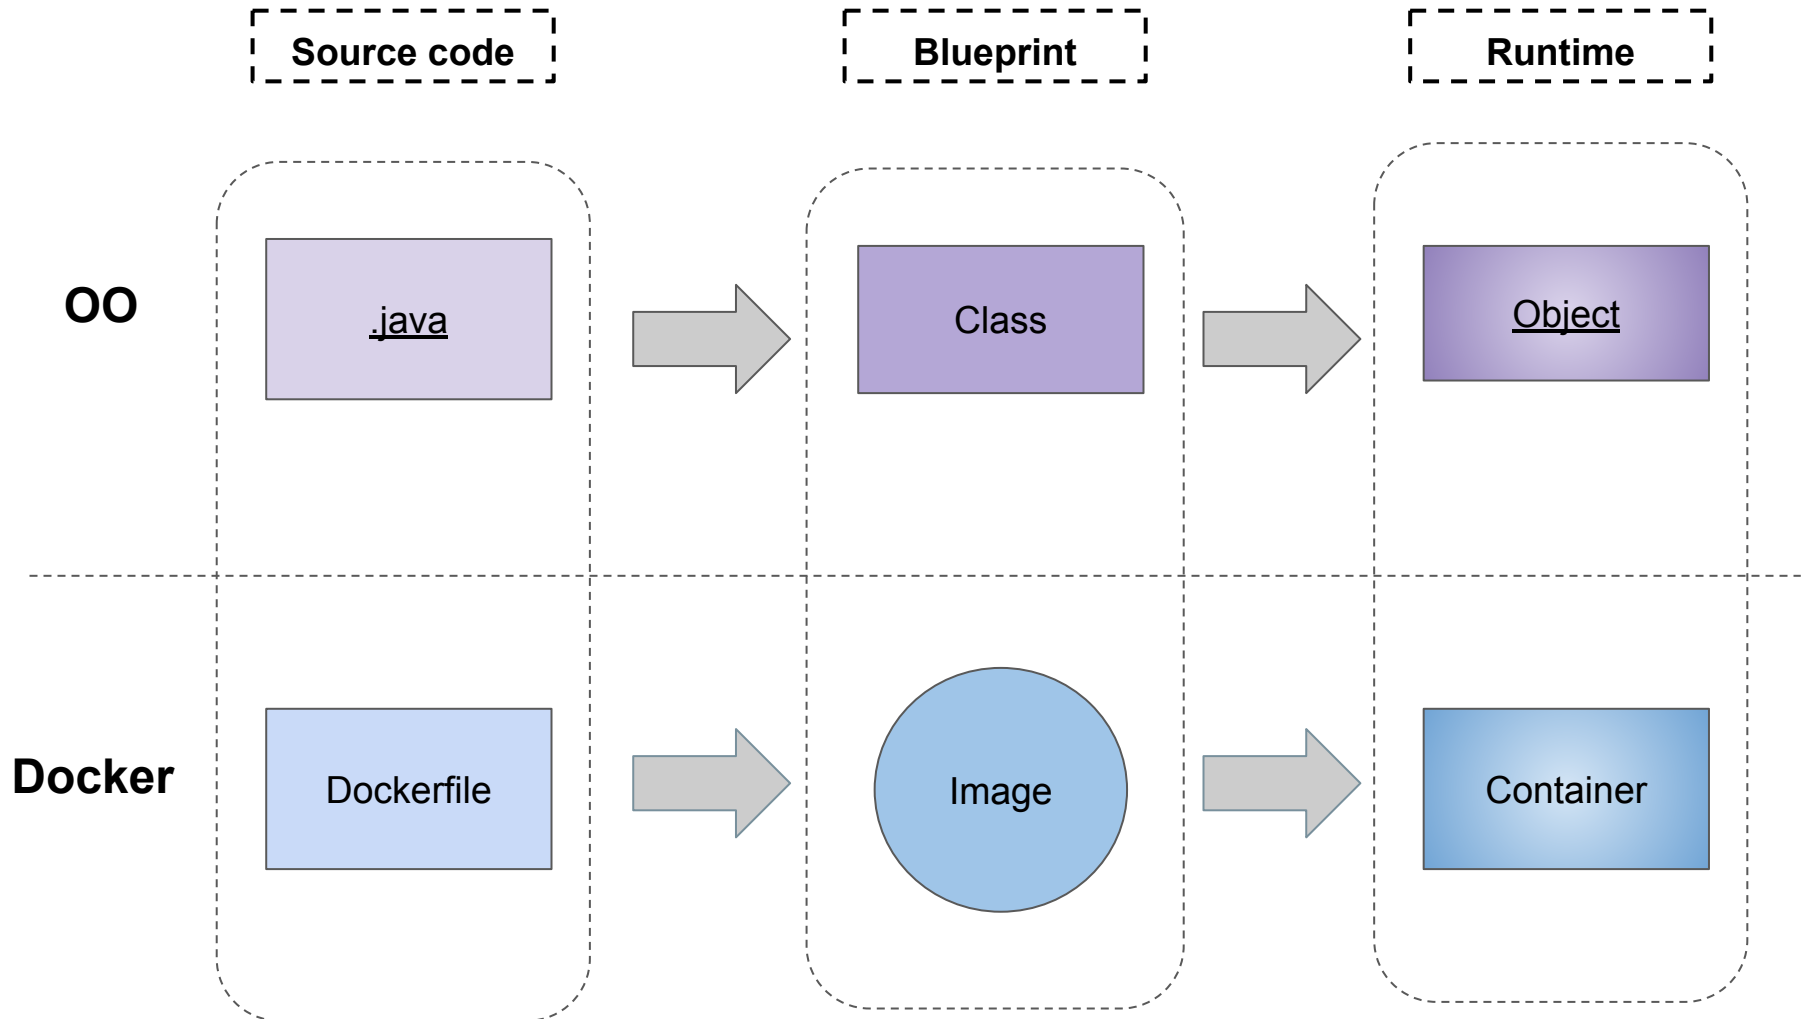 Source code
Blueprint
Runtime
OO
.java
Class
Object
Docker
Dockerfile
Image
Container